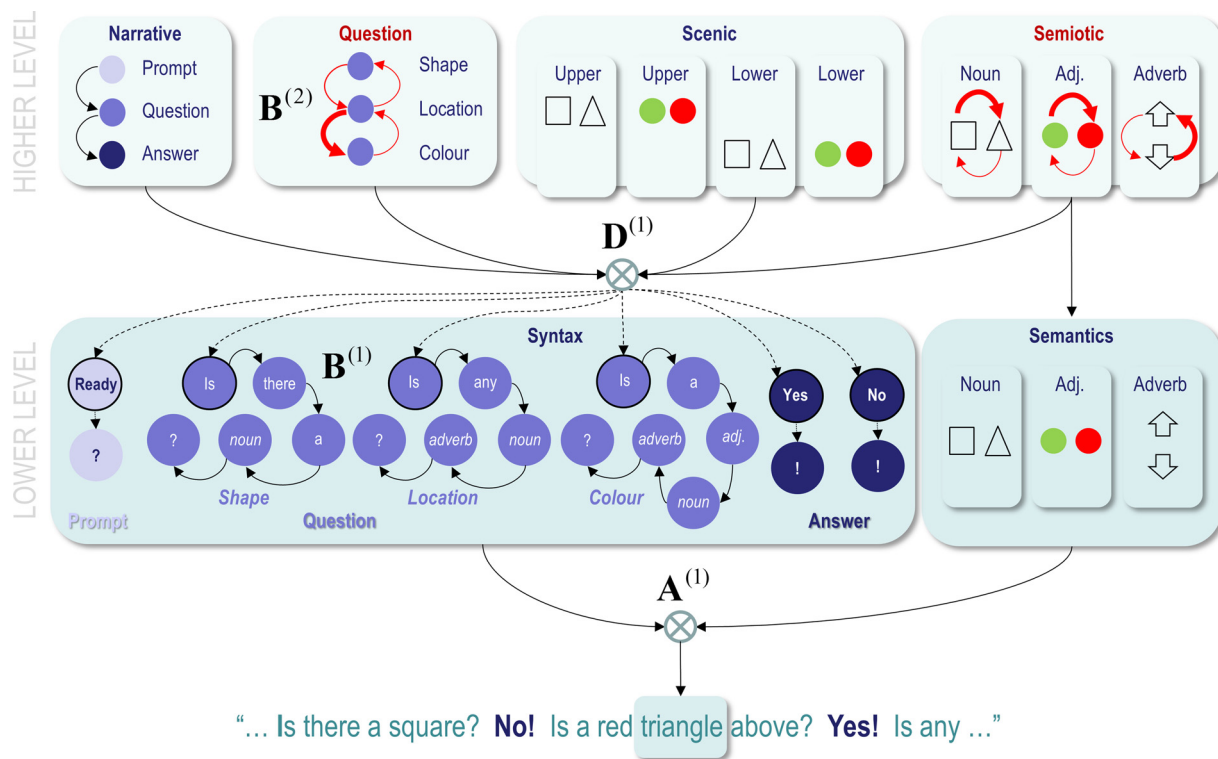 HIGHER LEVEL
Narrative
Prompt
Question
Answer
Question
Shape
Location
Colour
B(2)
Scenic
Upper
Upper
Lower
Lower
Semiotic
Noun
Adj.
Adverb
D(1)
LOWER LEVEL
Syntax
B(1)
Ready
?
Prompt
Is
there
a
noun
?
Shape
Is
any
noun
adverb
?
Location
Is
a
adj.
noun
adverb
?
Colour
Question
Yes
!
No
!
Answer
Semantics
Noun
Adj.
Adverb
A(1)
“... Is there a square? No! Is a red triangle above? Yes! Is any ...”